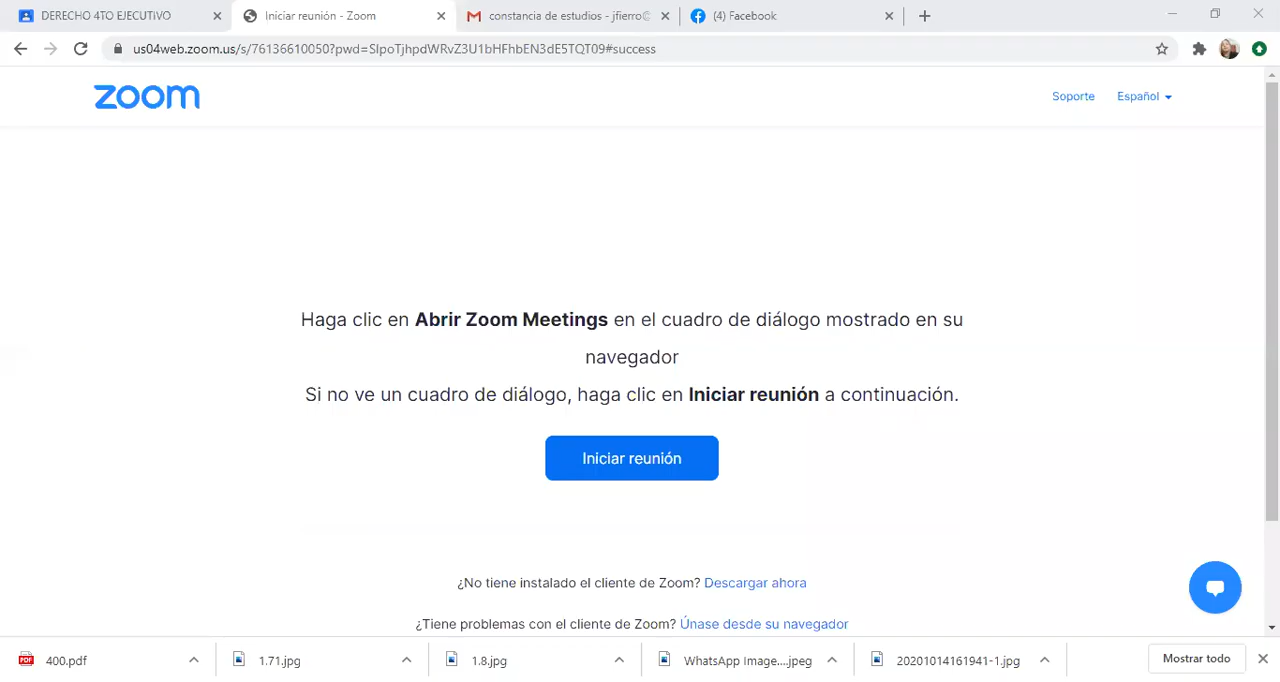 DERECHO 4TO EJECUTIVO
Iniciar reunión - Zoom
constancia de estudios - jfierro@
(4) Facebook
us04web.zoom.us/s/76136610050?pwd=SlpoTjhpdWRvZ3U1bHFhbEN3dE5TQT09#success
zoom
Soporte
Español
Haga clic en Abrir Zoom Meetings en el cuadro de diálogo mostrado en su
navegador
Si no ve un cuadro de diálogo, haga clic en Iniciar reunión a continuación.
Iniciar reunión
¿No tiene instalado el cliente de Zoom? Descargar ahora
¿Tiene problemas con el cliente de Zoom? Únase desde su navegador
PDF
400.pdf
1.71.jpg
1.8.jpg
WhatsApp Image....jpeg
20201014161941-1.jpg
Mostrar todo